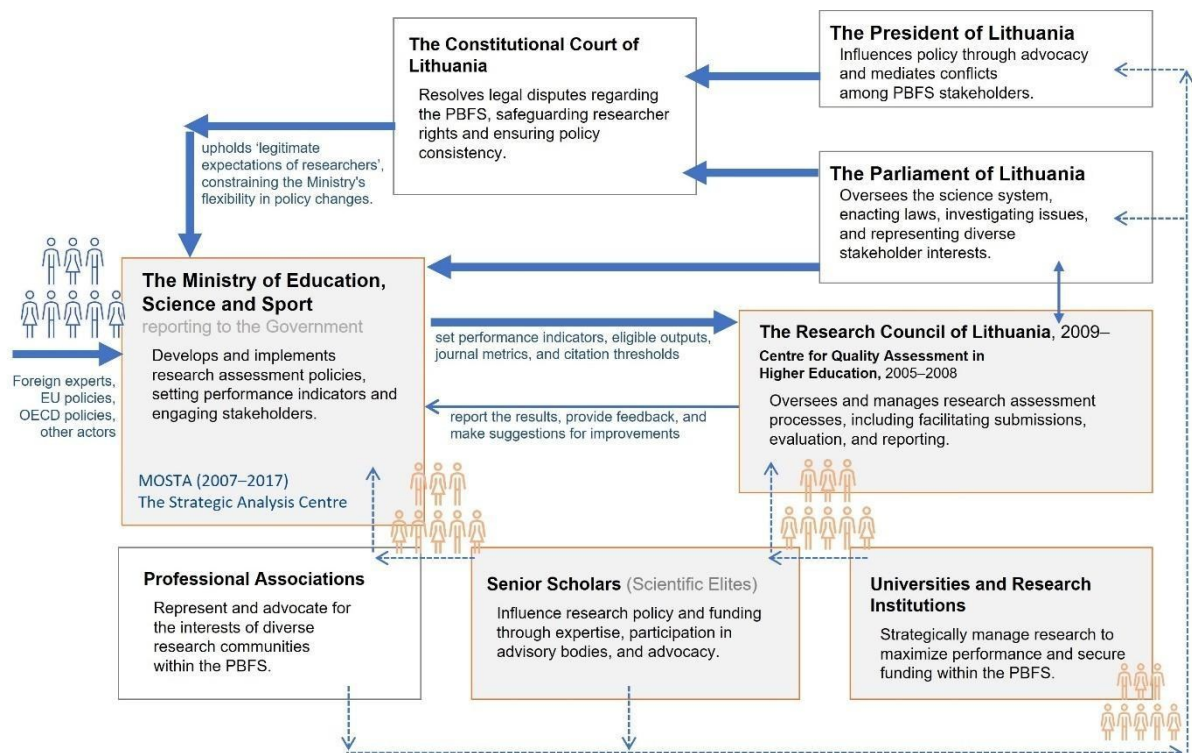 The Constitutional Court of
Lithuania
Resolves legal disputes regarding
the PBFS, safeguarding researcher
rights and ensuring policy
consistency.
The President of Lithuania
Influences policy through advocacy
and mediates conflicts
among PBFS stakeholders.
upholds ‘legitimate
expectations of researchers’,
constraining the Ministry's
flexibility in policy changes.
The Parliament of Lithuania
Oversees the science system,
enacting laws, investigating issues,
and representing diverse
stakeholder interests.
The Ministry of Education,
Science and Sport
reporting to the Government
Develops and implements
research assessment policies,
setting performance indicators and
engaging stakeholders.
MOSTA (2007–2017)
The Strategic Analysis Centre
Foreign experts,
EU policies,
OECD policies,
other actors
set performance indicators, eligible outputs,
journal metrics, and citation thresholds
report the results, provide feedback, and
make suggestions for improvements
The Research Council of Lithuania, 2009–
Centre for Quality Assessment in
Higher Education, 2005–2008
Oversees and manages research assessment
processes, including facilitating submissions,
evaluation, and reporting.
Professional Associations
Represent and advocate for
the interests of diverse
research communities
within the PBFS.
Senior Scholars (Scientific Elites)
Influence research policy and funding
through expertise, participation in
advisory bodies, and advocacy.
Universities and Research
Institutions
Strategically manage research to
maximize performance and secure
funding within the PBFS.